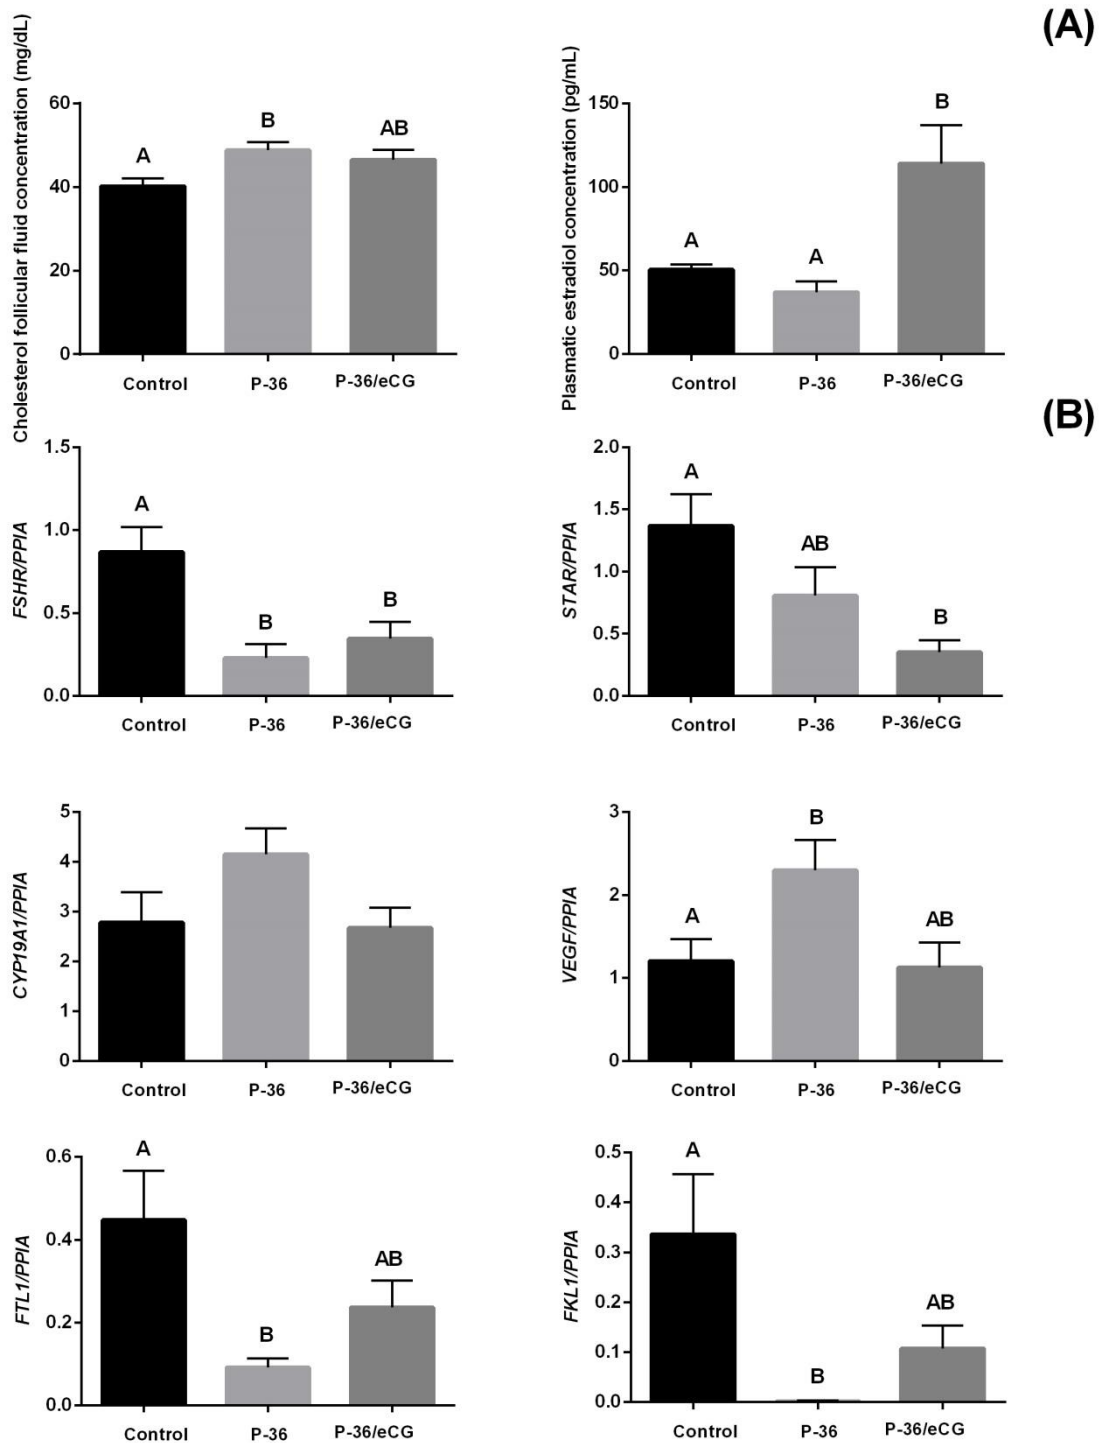 (A)
Cholesterol follicular fluid concentration (mg/dL)
60
40
20
0
A
B
AB
Control
P-36
P-36/eCG
Plasmatic estradiol concentration (pg/mL)
150
100
50
0
A
A
B
Control
P-36
P-36/eCG
(B)
FSHR/PPIA
1.5
1.0
0.5
0.0
A
B
B
Control
P-36
P-36/eCG
STAR/PPIA
2.0
1.5
1.0
0.5
0.0
A
AB
B
Control
P-36
P-36/eCG
CYP19A1/PPIA
5
4
3
2
1
0
Control
P-36
P-36/eCG
VEGF/PPIA
3
2
1
0
A
B
AB
Control
P-36
P-36/eCG
FTL1/PPIA
0.6
0.4
0.2
0.0
A
B
AB
Control
P-36
P-36/eCG
FKL1/PPIA
0.5
0.4
0.3
0.2
0.1
0.0
A
B
AB
Control
P-36
P-36/eCG